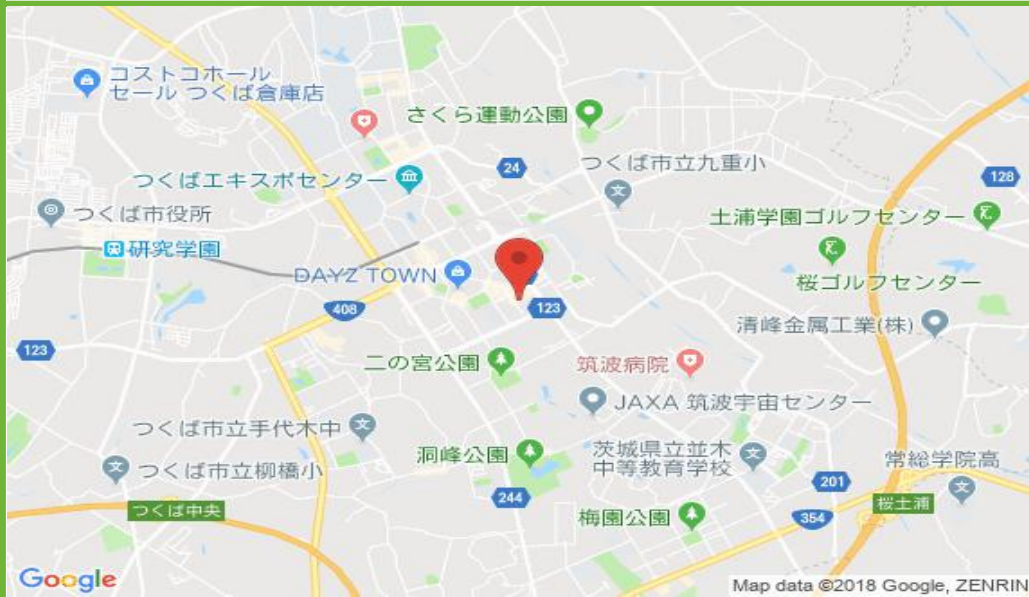 コストコホール
セール つくば倉庫店
さくら運動公園
24
つくば市立九重小
128
つくばエキスポセンター
つくば市役所
土浦学園ゴルフセンター
研究学園
DAYZ TOWN
桜ゴルフセンター
408
123
清峰金属工業(株)
123
二の宮公園
筑波病院
JAXA 筑波宇宙センター
つくば市立手代木中
洞峰公園
茨城県立並木
中等教育学校
つくば市立柳橋小
常総学院高
201
244
つくば中央
桜土浦
梅園公園
354
Google
Map data ©2018 Google, ZENRIN